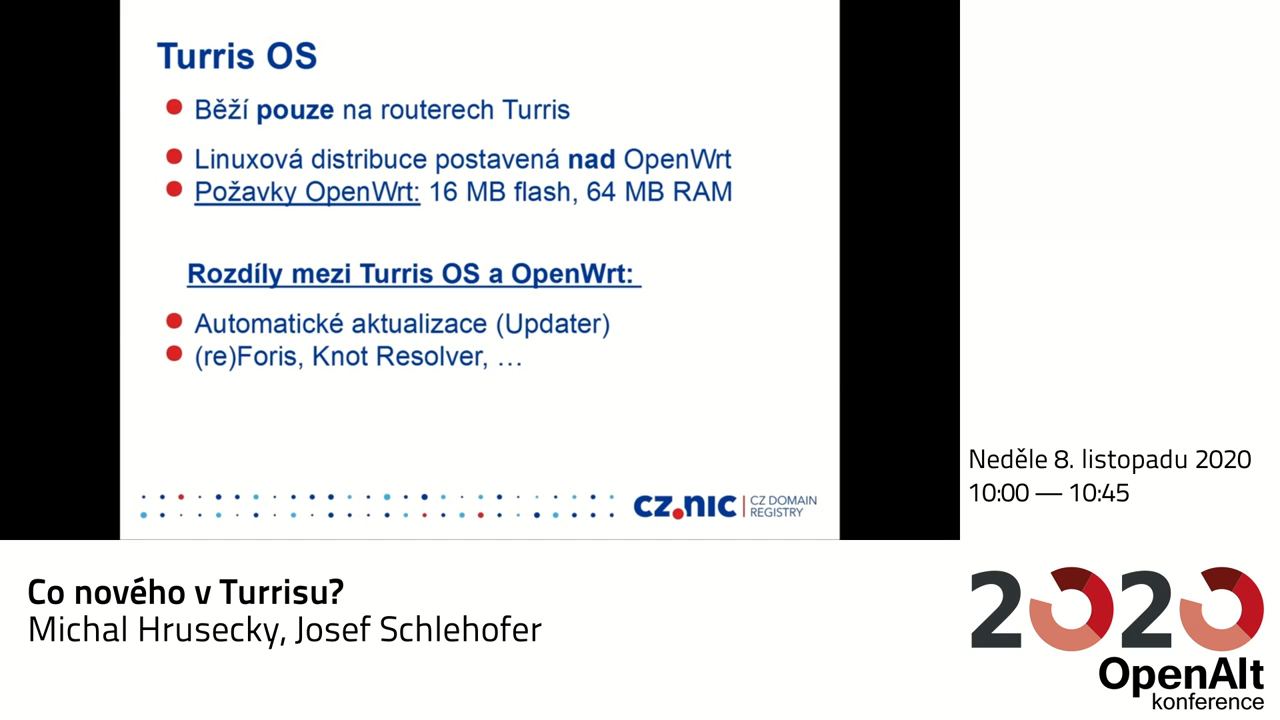 Turris OS
Běží pouze na routerech Turris
Linuxová distribuce postavená nad OpenWrt
Požavky OpenWrt: 16 MB flash, 64 MB RAM
Rozdíly mezi Turris OS a OpenWrt:
Automatické aktualizace (Updater)
(re)Foris, Knot Resolver, …
CZ.NIC | CZ DOMAIN
REGISTRY
Neděle 8. listopadu 2020
10:00 — 10:45
Co nového v Turrisu?
Michal Hrusecky, Josef Schlehofer
2020
OpenAlt
konference